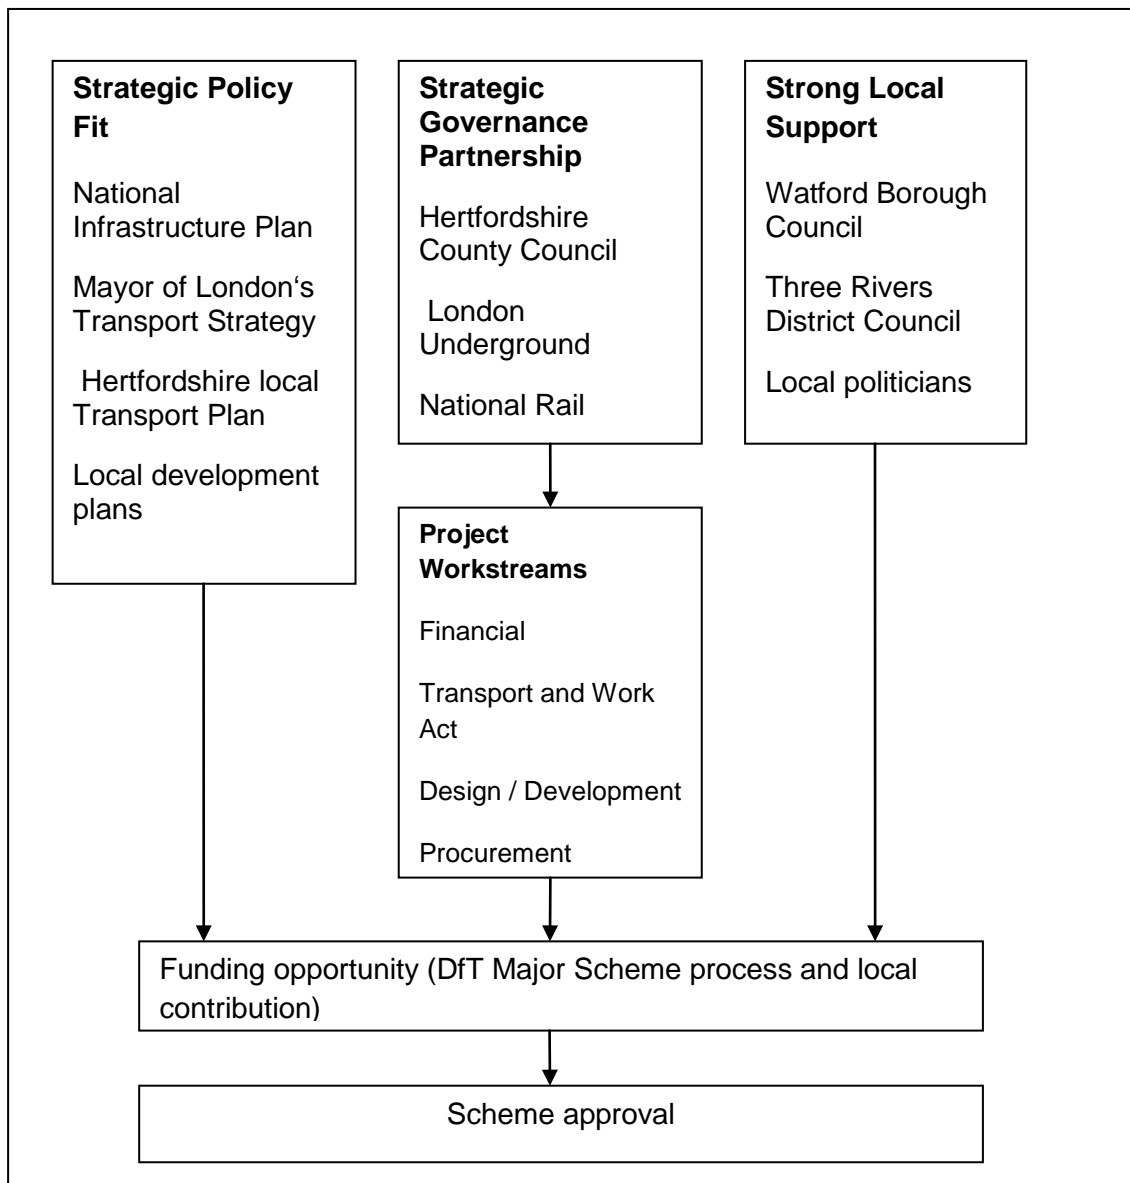 Strategic Policy
Fit
National
Infrastructure Plan
Mayor of London‘s
Transport Strategy
Hertfordshire local
Transport Plan
Local development
plans
Strategic
Governance
Partnership
Hertfordshire
County Council
London
Underground
National Rail
Strong Local
Support
Watford Borough
Council
Three Rivers
District Council
Local politicians
Project
Workstreams
Financial
Transport and Work
Act
Design / Development
Procurement
Funding opportunity (DfT Major Scheme process and local
contribution)
Scheme approval